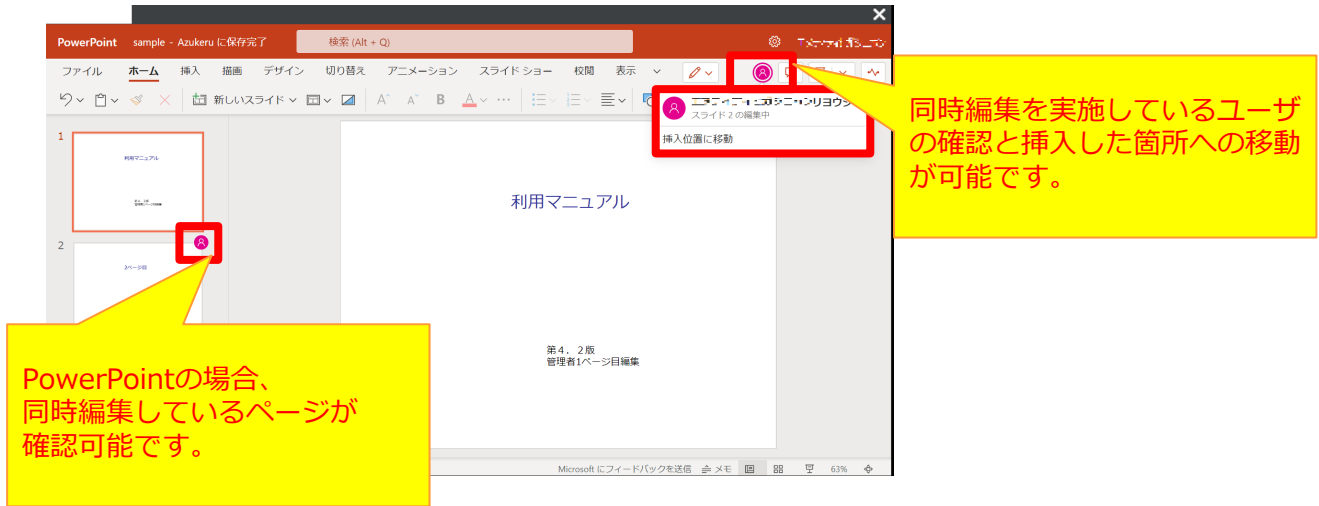 PowerPoint sample - Azukeru に保存完了 検索 (Alt + Q)
ファイル ホーム 挿入 描画 デザイン 切り替え アニメーション スライド ショー 校閲 表示
新しいスライド B A
スライド 2 の編集中
挿入位置に移動
同時編集を実施しているユーザ
の確認と挿入した箇所への移動
が可能です。
1
利用マニュアル
2
2ページ目
利用マニュアル
第4．2版
管理者1ページ目編集
PowerPointの場合、
同時編集しているページが
確認可能です。
Microsoft にフィードバックを送信 メモ 63%